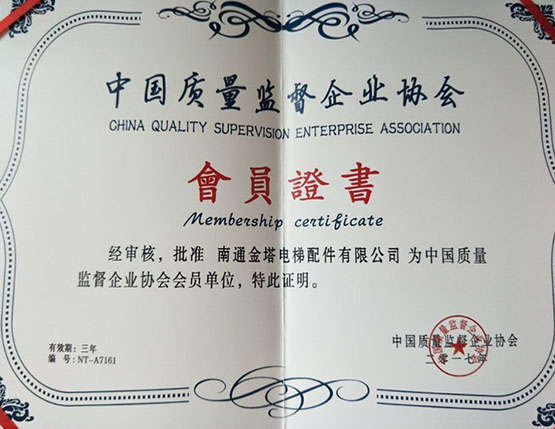 中国质量监督企业协会
CHINA QUALITY SUPERVISION ENTERPRISE ASSOCIATION
會員證書
Membership certificate
经审核，批准 南通金塔电梯配件有限公司 为中国质量
监督企业协会会员单位，特此证明。
有效期：三年
编 号：NT-A7161
中国质量监督企业协会
二〇一七年